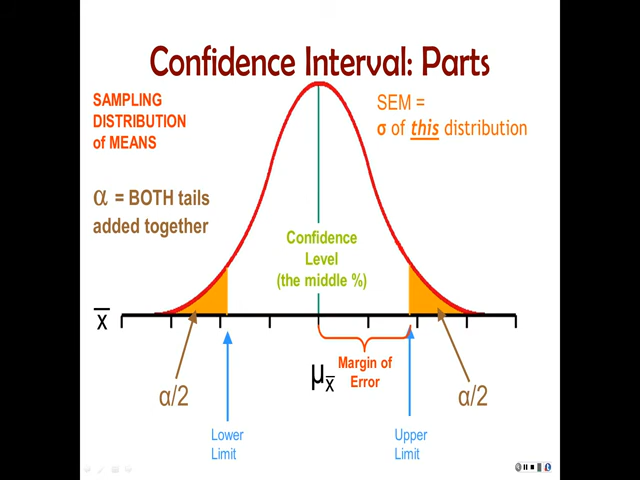 Confidence Interval: Parts
SAMPLING
DISTRIBUTION
of MEANS
SEM =
σ of this distribution
α = BOTH tails
added together
Confidence
Level
(the middle %)
x̅
μx̅
Margin of
Error
α/2
α/2
Lower
Limit
Upper
Limit